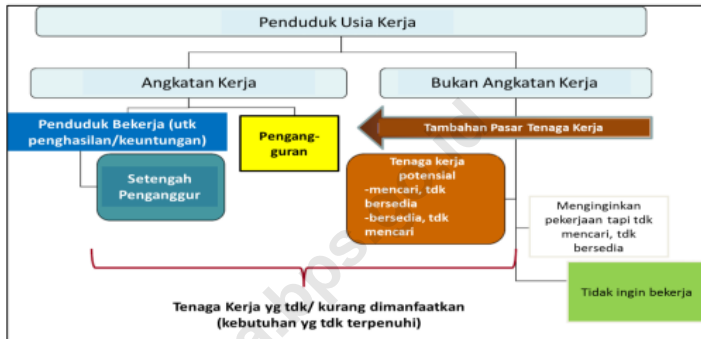 Penduduk Usia Kerja
Angkatan Kerja
Bukan Angkatan Kerja
Penduduk Bekerja (utk
penghasilan/keuntungan)
Pengang-
guran
Tambahan Pasar Tenaga Kerja
Setengah
Penganggur
Tenaga kerja
potensial
-mencari, tdk
bersedia
-bersedia, tdk
mencari
Menginginkan
pekerjaan tapi tdk
mencari, tdk
bersedia
Tidak ingin bekerja
Tenaga Kerja yg tdk/ kurang dimanfaatkan
(kebutuhan yg tdk terpenuhi)